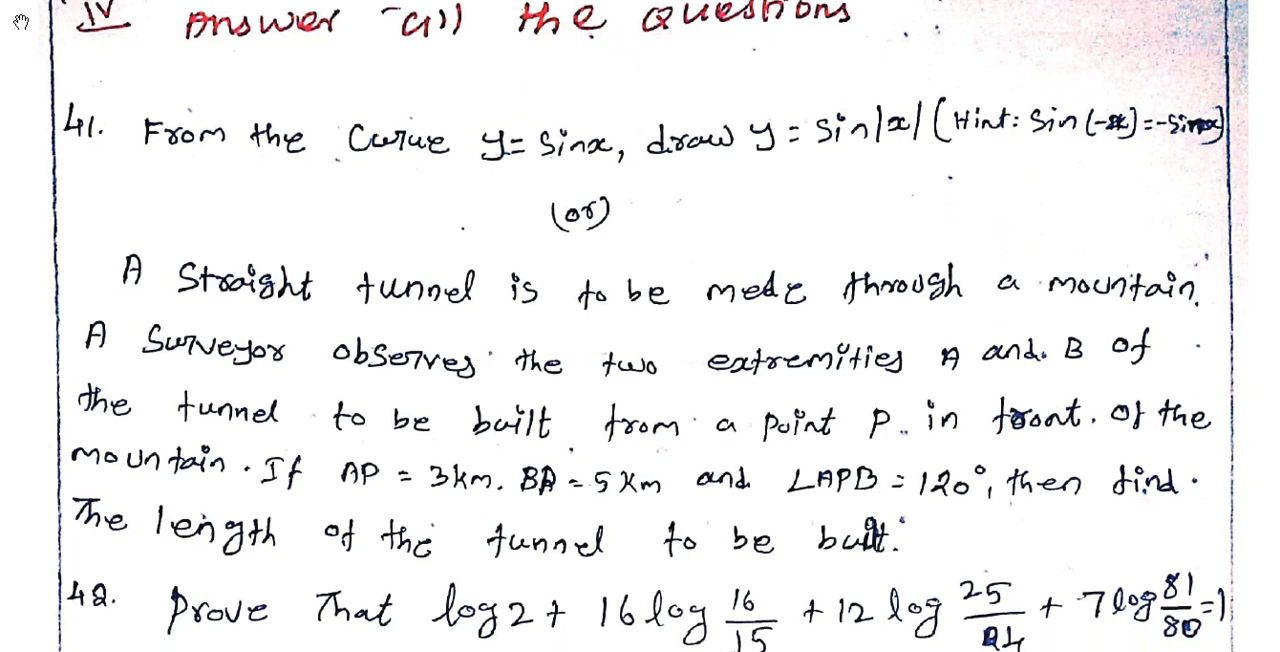 IV Answer all the questions
41. From the curve y = sinx, draw y = sin|x| (Hint: Sin (-x) = -sinx)
(or)
A Straight tunnel is to be mede through a mountain.
A Surveyor observes the two extremities A and B of
the tunnel to be built from a point P. in front. of the
mountain. If AP = 3km. BA = 5 Km and ∠APB = 120°, then find.
The length of the tunnel to be built.
42. Prove That log 2 + 16 log 16/15 + 12 log 25/24 + 7 log 81/80 = 1